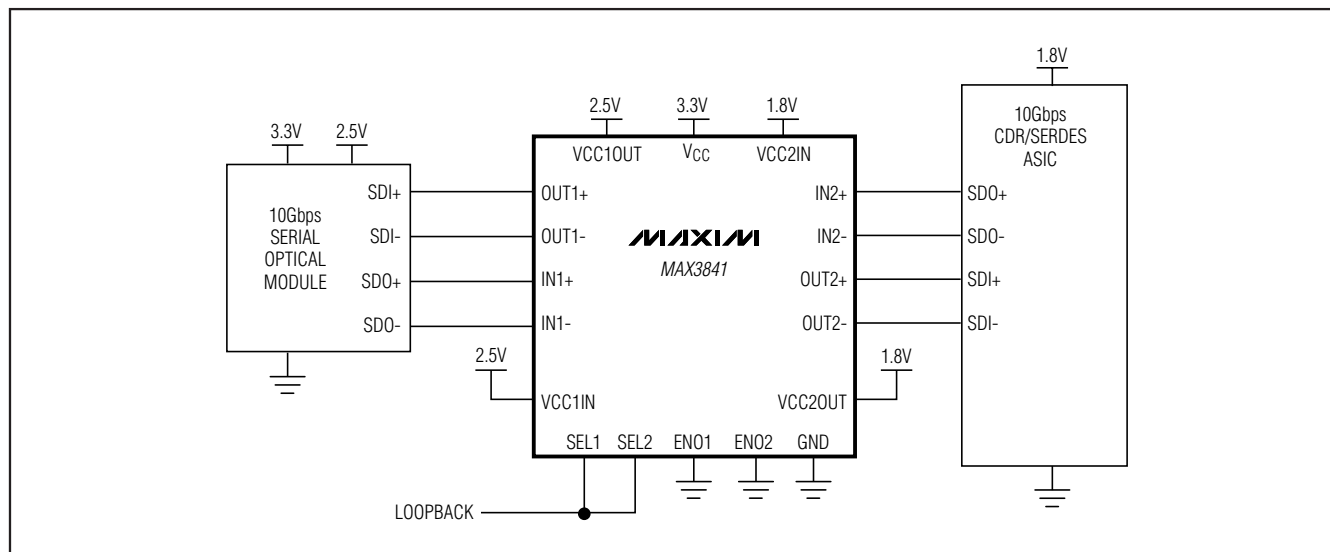 1.8V
2.5V
3.3V
1.8V
10Gbps
CDR/SERDES
ASIC
3.3V
2.5V
VCC1OUT
VCC
VCC2IN
SDI+
OUT1+
IN2+
SDO+
10Gbps
SERIAL
OPTICAL
MODULE
SDI-
OUT1-
MAXIM
IN2-
SDO-
MAX3841
SDO+
IN1+
OUT2+
SDI+
SDO-
IN1-
OUT2-
SDI-
2.5V
1.8V
VCC1IN
VCC2OUT
SEL1
SEL2
ENO1
ENO2
GND
LOOPBACK